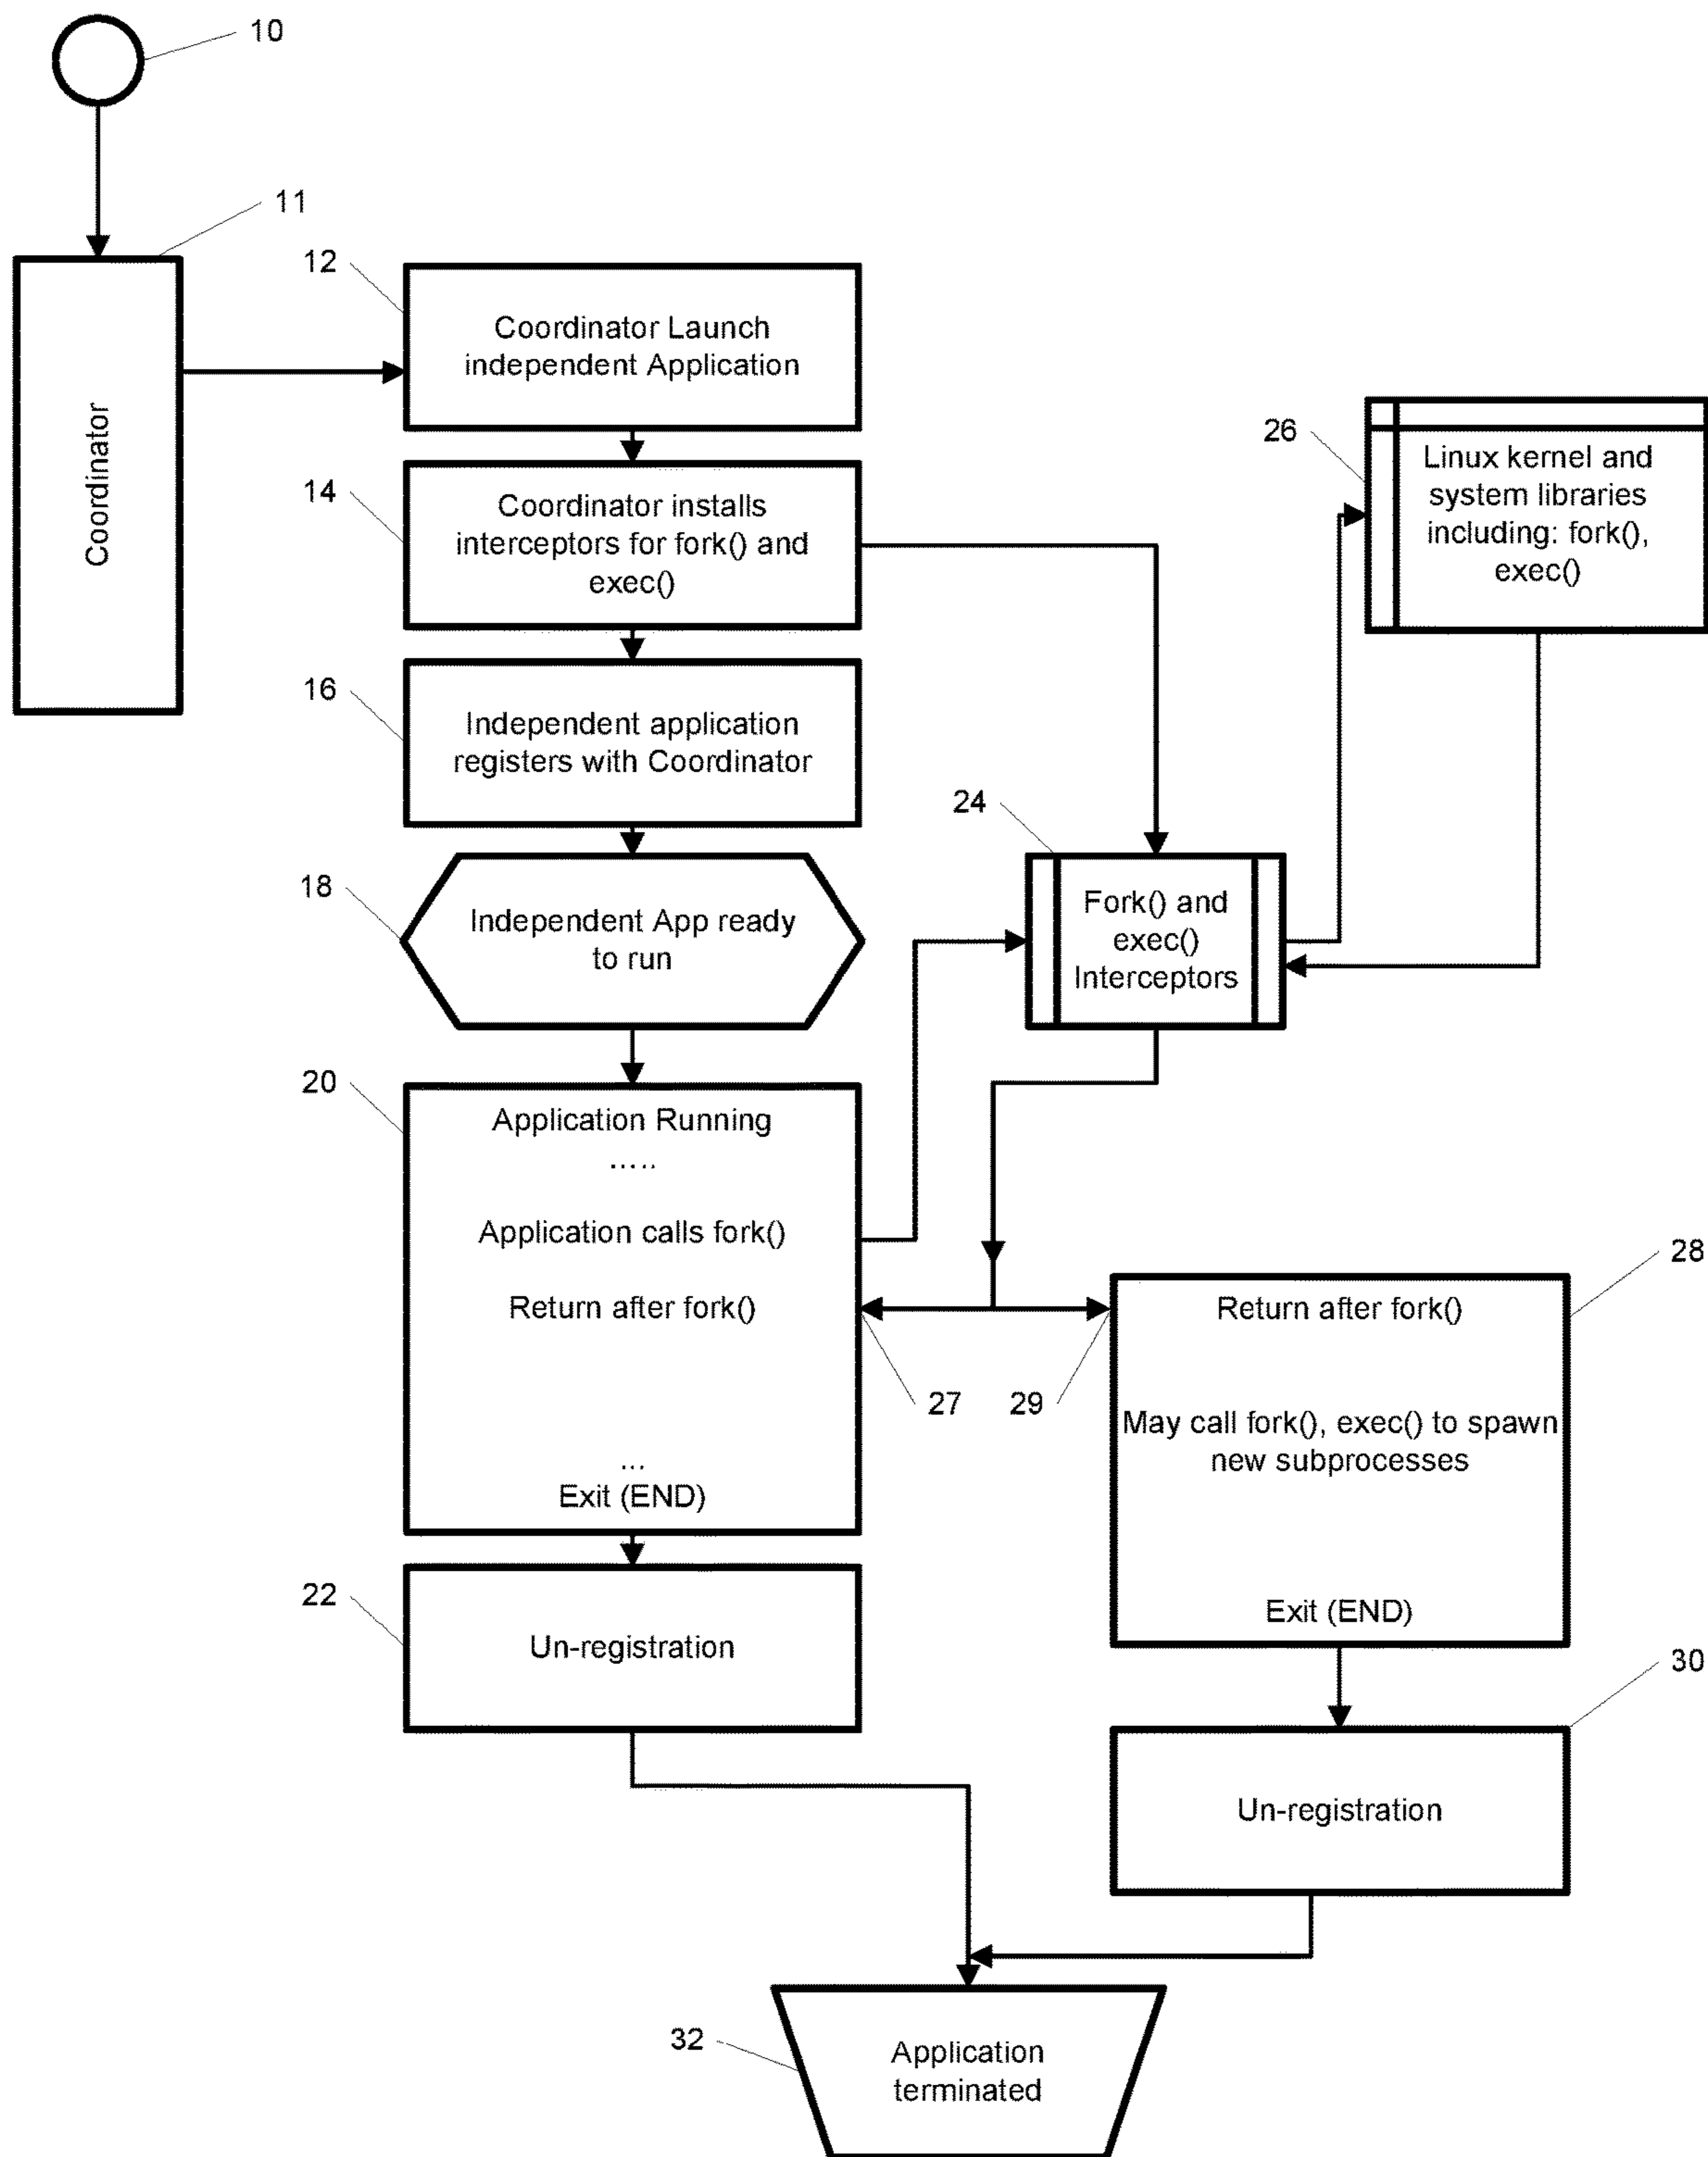 10
11
Coordinator
12
Coordinator Launch
independent Application
14
Coordinator installs
interceptors for fork() and
exec()
26
Linux kernel and
system libraries
including: fork(),
exec()
16
Independent application
registers with Coordinator
24
Fork() and
exec()
Interceptors
18
Independent App ready
to run
20
Application Running
.....
Application calls fork()
Return after fork()
...
Exit (END)
27
29
28
Return after fork()
May call fork(), exec() to spawn
new subprocesses
Exit (END)
22
Un-registration
30
Un-registration
32
Application
terminated